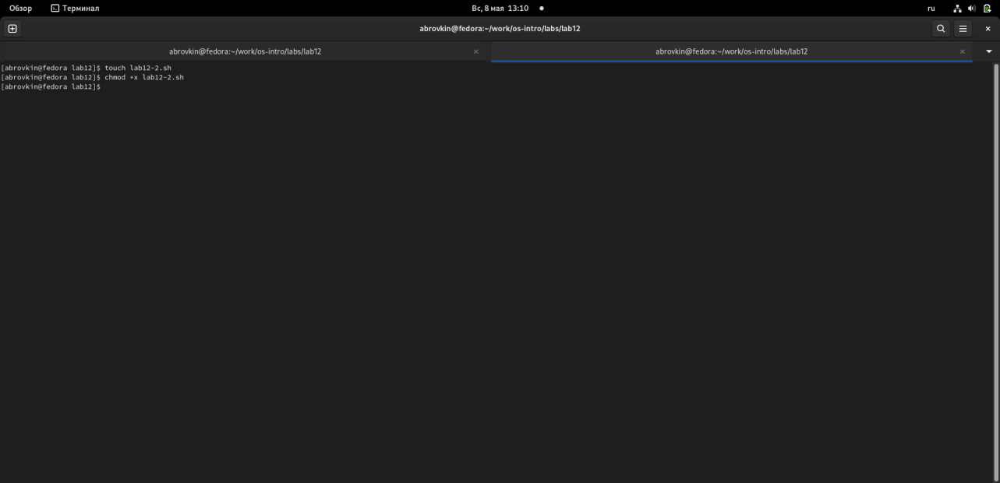 Обзор Терминал Вс, 8 мая 13:10 ru
abrovkin@fedora:~/work/os-intro/labs/lab12
abrovkin@fedora:~/work/os-intro/labs/lab12 abrovkin@fedora:~/work/os-intro/labs/lab12
[abrovkin@fedora lab12]$ touch lab12-2.sh
[abrovkin@fedora lab12]$ chmod +x lab12-2.sh
[abrovkin@fedora lab12]$